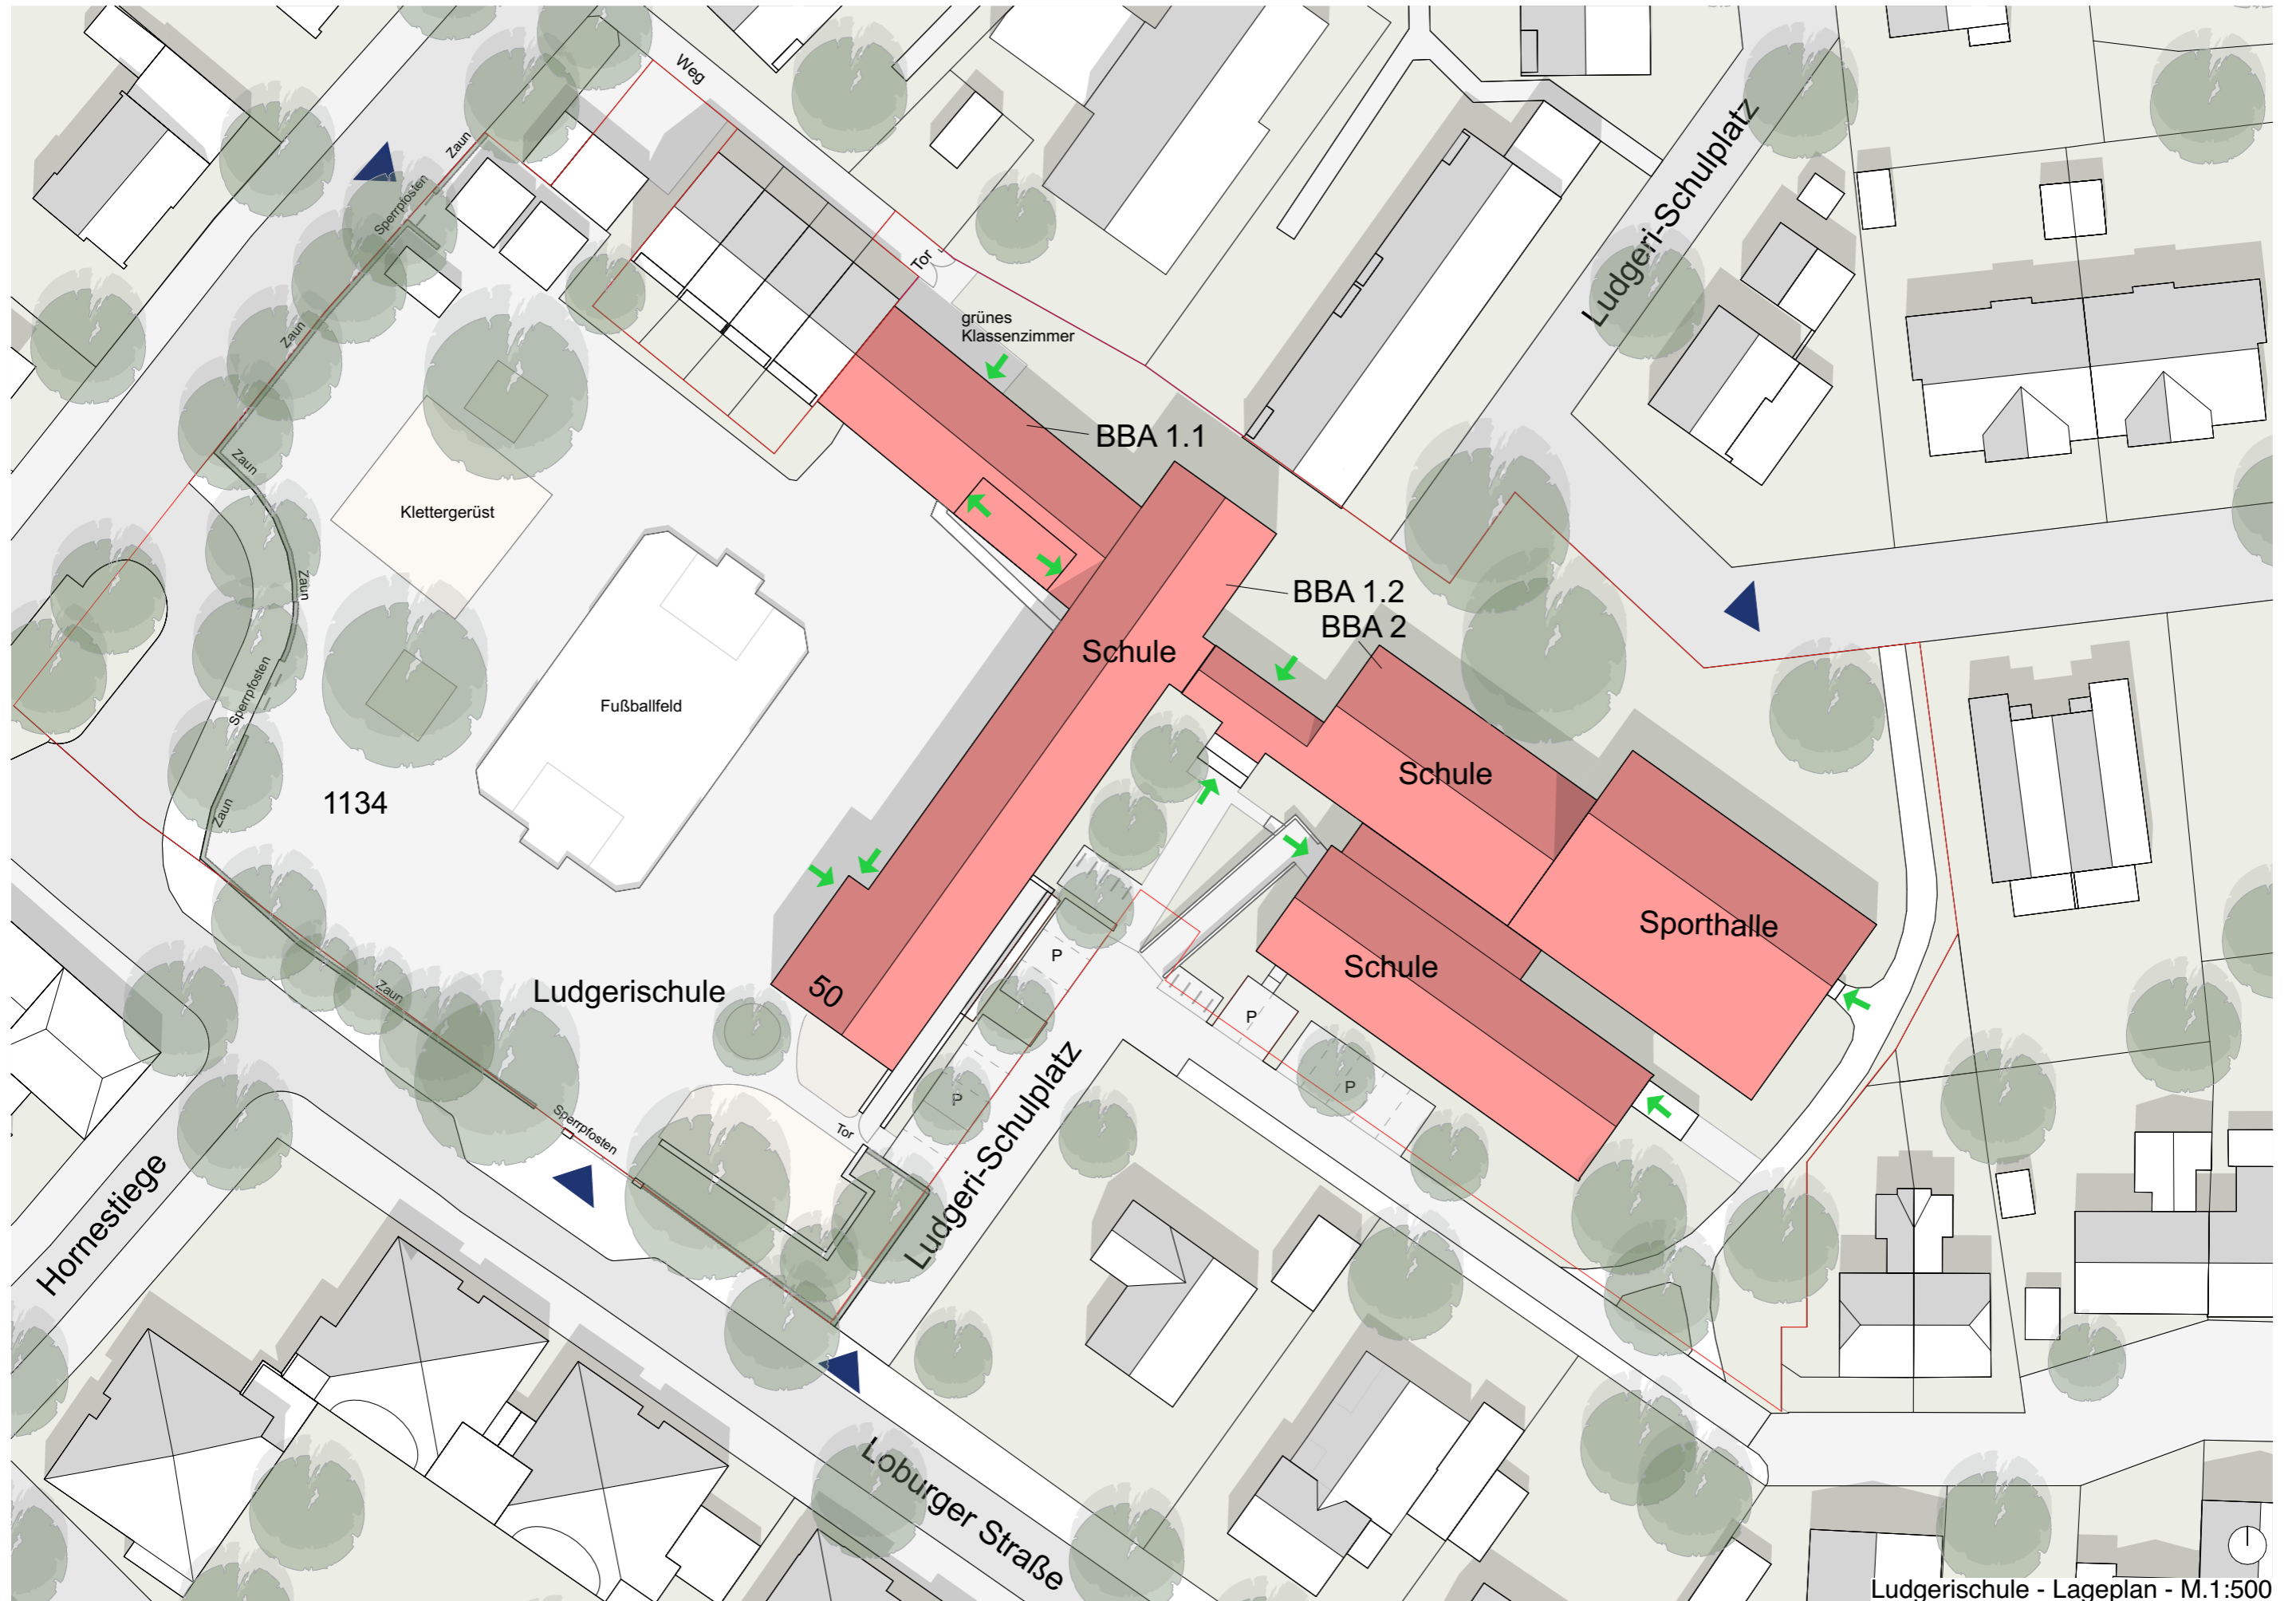 Weg
Zaun
Sperrpfosten
Ludgeri-Schulplatz
Tor
grünes
Klassenzimmer
Zaun
BBA 1.1
Zaun
Klettergerüst
Zaun
BBA 1.2
BBA 2
Schule
Sperrpfosten
Fußballfeld
Schule
1134
Zaun
Sporthalle
P
Schule
Zaun
Ludgerischule
50
P
P
P
Sperrpfosten
Tor
Ludgeri-Schulplatz
Hornestiege
Loburger Straße
Ludgerischule - Lageplan - M.1:500